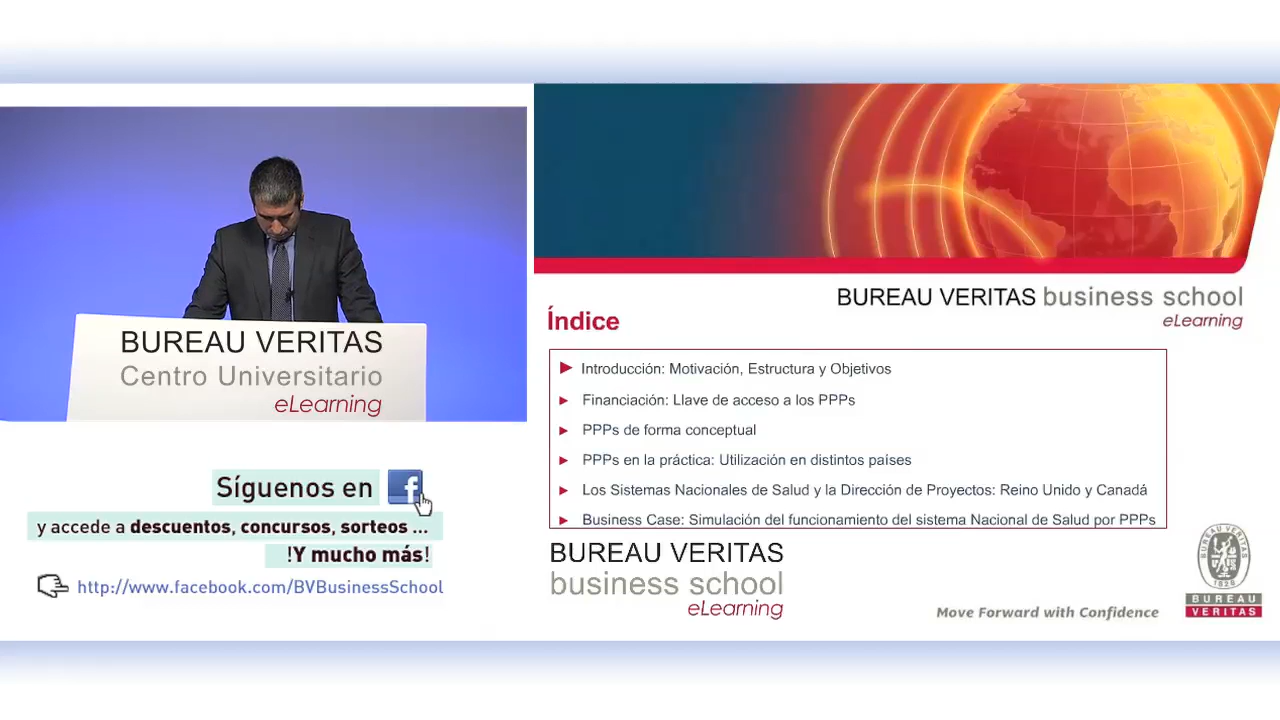 BUREAU VERITAS
Centro Universitario
eLearning
Síguenos en f
y accede a descuentos, concursos, sorteos ...
!Y mucho más!
http://www.facebook.com/BVBusinessSchool
BUREAU VERITAS business school
eLearning
Índice
Introducción: Motivación, Estructura y Objetivos
Financiación: Llave de acceso a los PPPs
PPPs de forma conceptual
PPPs en la práctica: Utilización en distintos países
Los Sistemas Nacionales de Salud y la Dirección de Proyectos: Reino Unido y Canadá
Business Case: Simulación del funcionamiento del sistema Nacional de Salud por PPPs
BUREAU VERITAS
business school
eLearning
Move Forward with Confidence
BUREAU VERITAS
1828
BUREAU
VERITAS